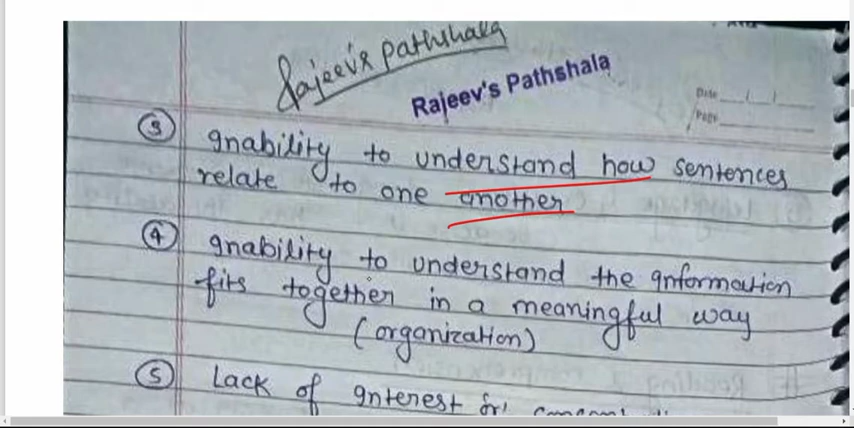 Rajeev's Pathshala
Rajeev's Pathshala
Date
Page
③ Inability to understand how sentences
relate to one another
④ Inability to understand the information
fits together in a meaningful way
(organization)
⑤ Lack of interest